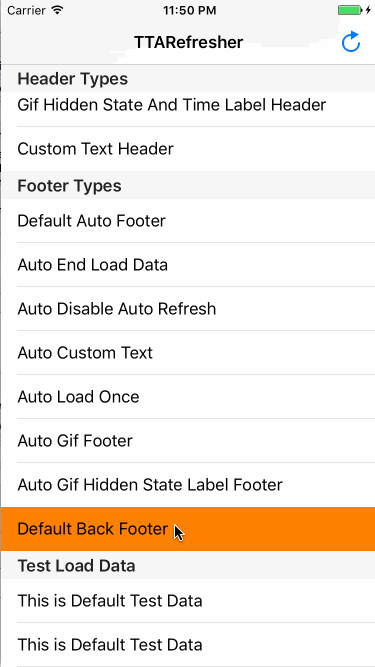 Carrier 11:50 PM
TTARefresher
Header Types
Gif Hidden State And Time Label Header
Custom Text Header
Footer Types
Default Auto Footer
Auto End Load Data
Auto Disable Auto Refresh
Auto Custom Text
Auto Load Once
Auto Gif Footer
Auto Gif Hidden State Label Footer
Default Back Footer
Test Load Data
This is Default Test Data
This is Default Test Data